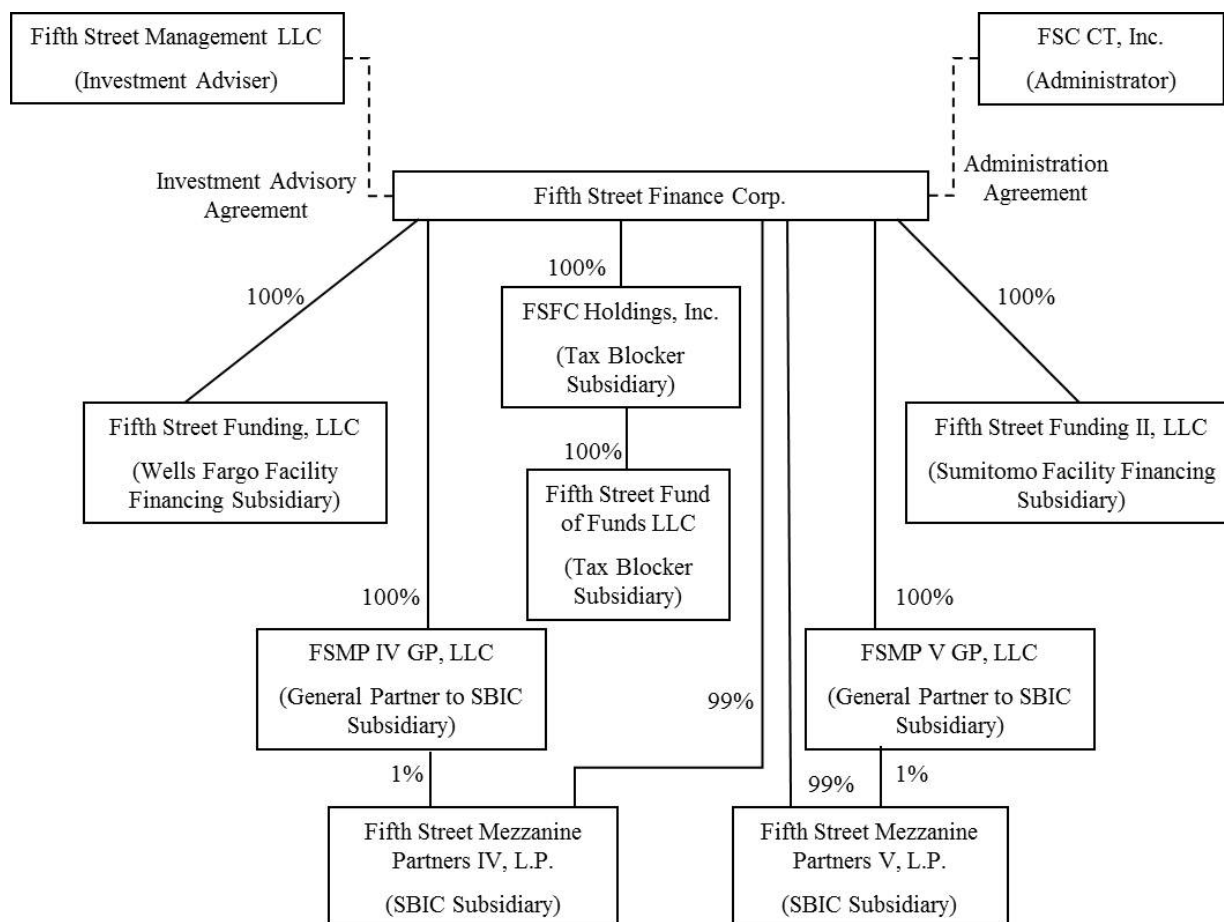 Fifth Street Management LLC
(Investment Adviser)
FSC CT, Inc.
(Administrator)
Investment Advisory
Agreement
Administration
Agreement
Fifth Street Finance Corp.
100%
100%
100%
FSFC Holdings, Inc.
(Tax Blocker
Subsidiary)
Fifth Street Funding, LLC
(Wells Fargo Facility
Financing Subsidiary)
100%
Fifth Street Fund
of Funds LLC
(Tax Blocker
Subsidiary)
Fifth Street Funding II, LLC
(Sumitomo Facility Financing
Subsidiary)
100%
100%
FSMP IV GP, LLC
(General Partner to SBIC
Subsidiary)
99%
FSMP V GP, LLC
(General Partner to SBIC
Subsidiary)
1%
99%
1%
Fifth Street Mezzanine
Partners IV, L.P.
(SBIC Subsidiary)
Fifth Street Mezzanine
Partners V, L.P.
(SBIC Subsidiary)